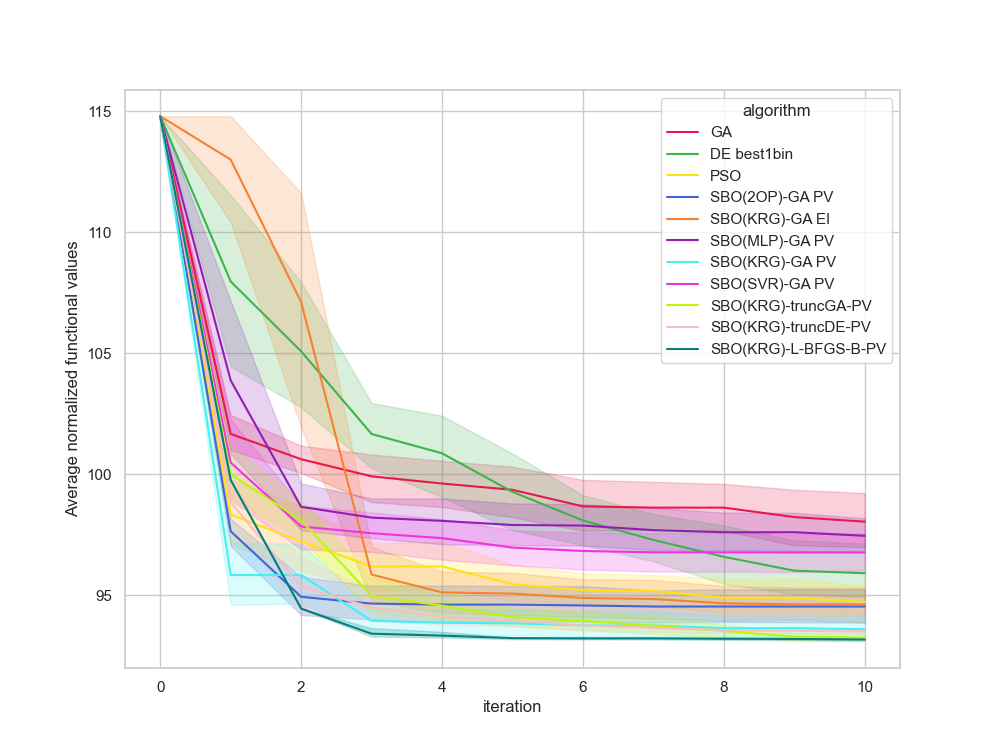 115
110
105
100
95
Average normalized functional values
0
2
4
6
8
10
iteration
algorithm
GA
DE best1bin
PSO
SBO(2OP)-GA PV
SBO(KRG)-GA EI
SBO(MLP)-GA PV
SBO(KRG)-GA PV
SBO(SVR)-GA PV
SBO(KRG)-truncGA-PV
SBO(KRG)-truncDE-PV
SBO(KRG)-L-BFGS-B-PV